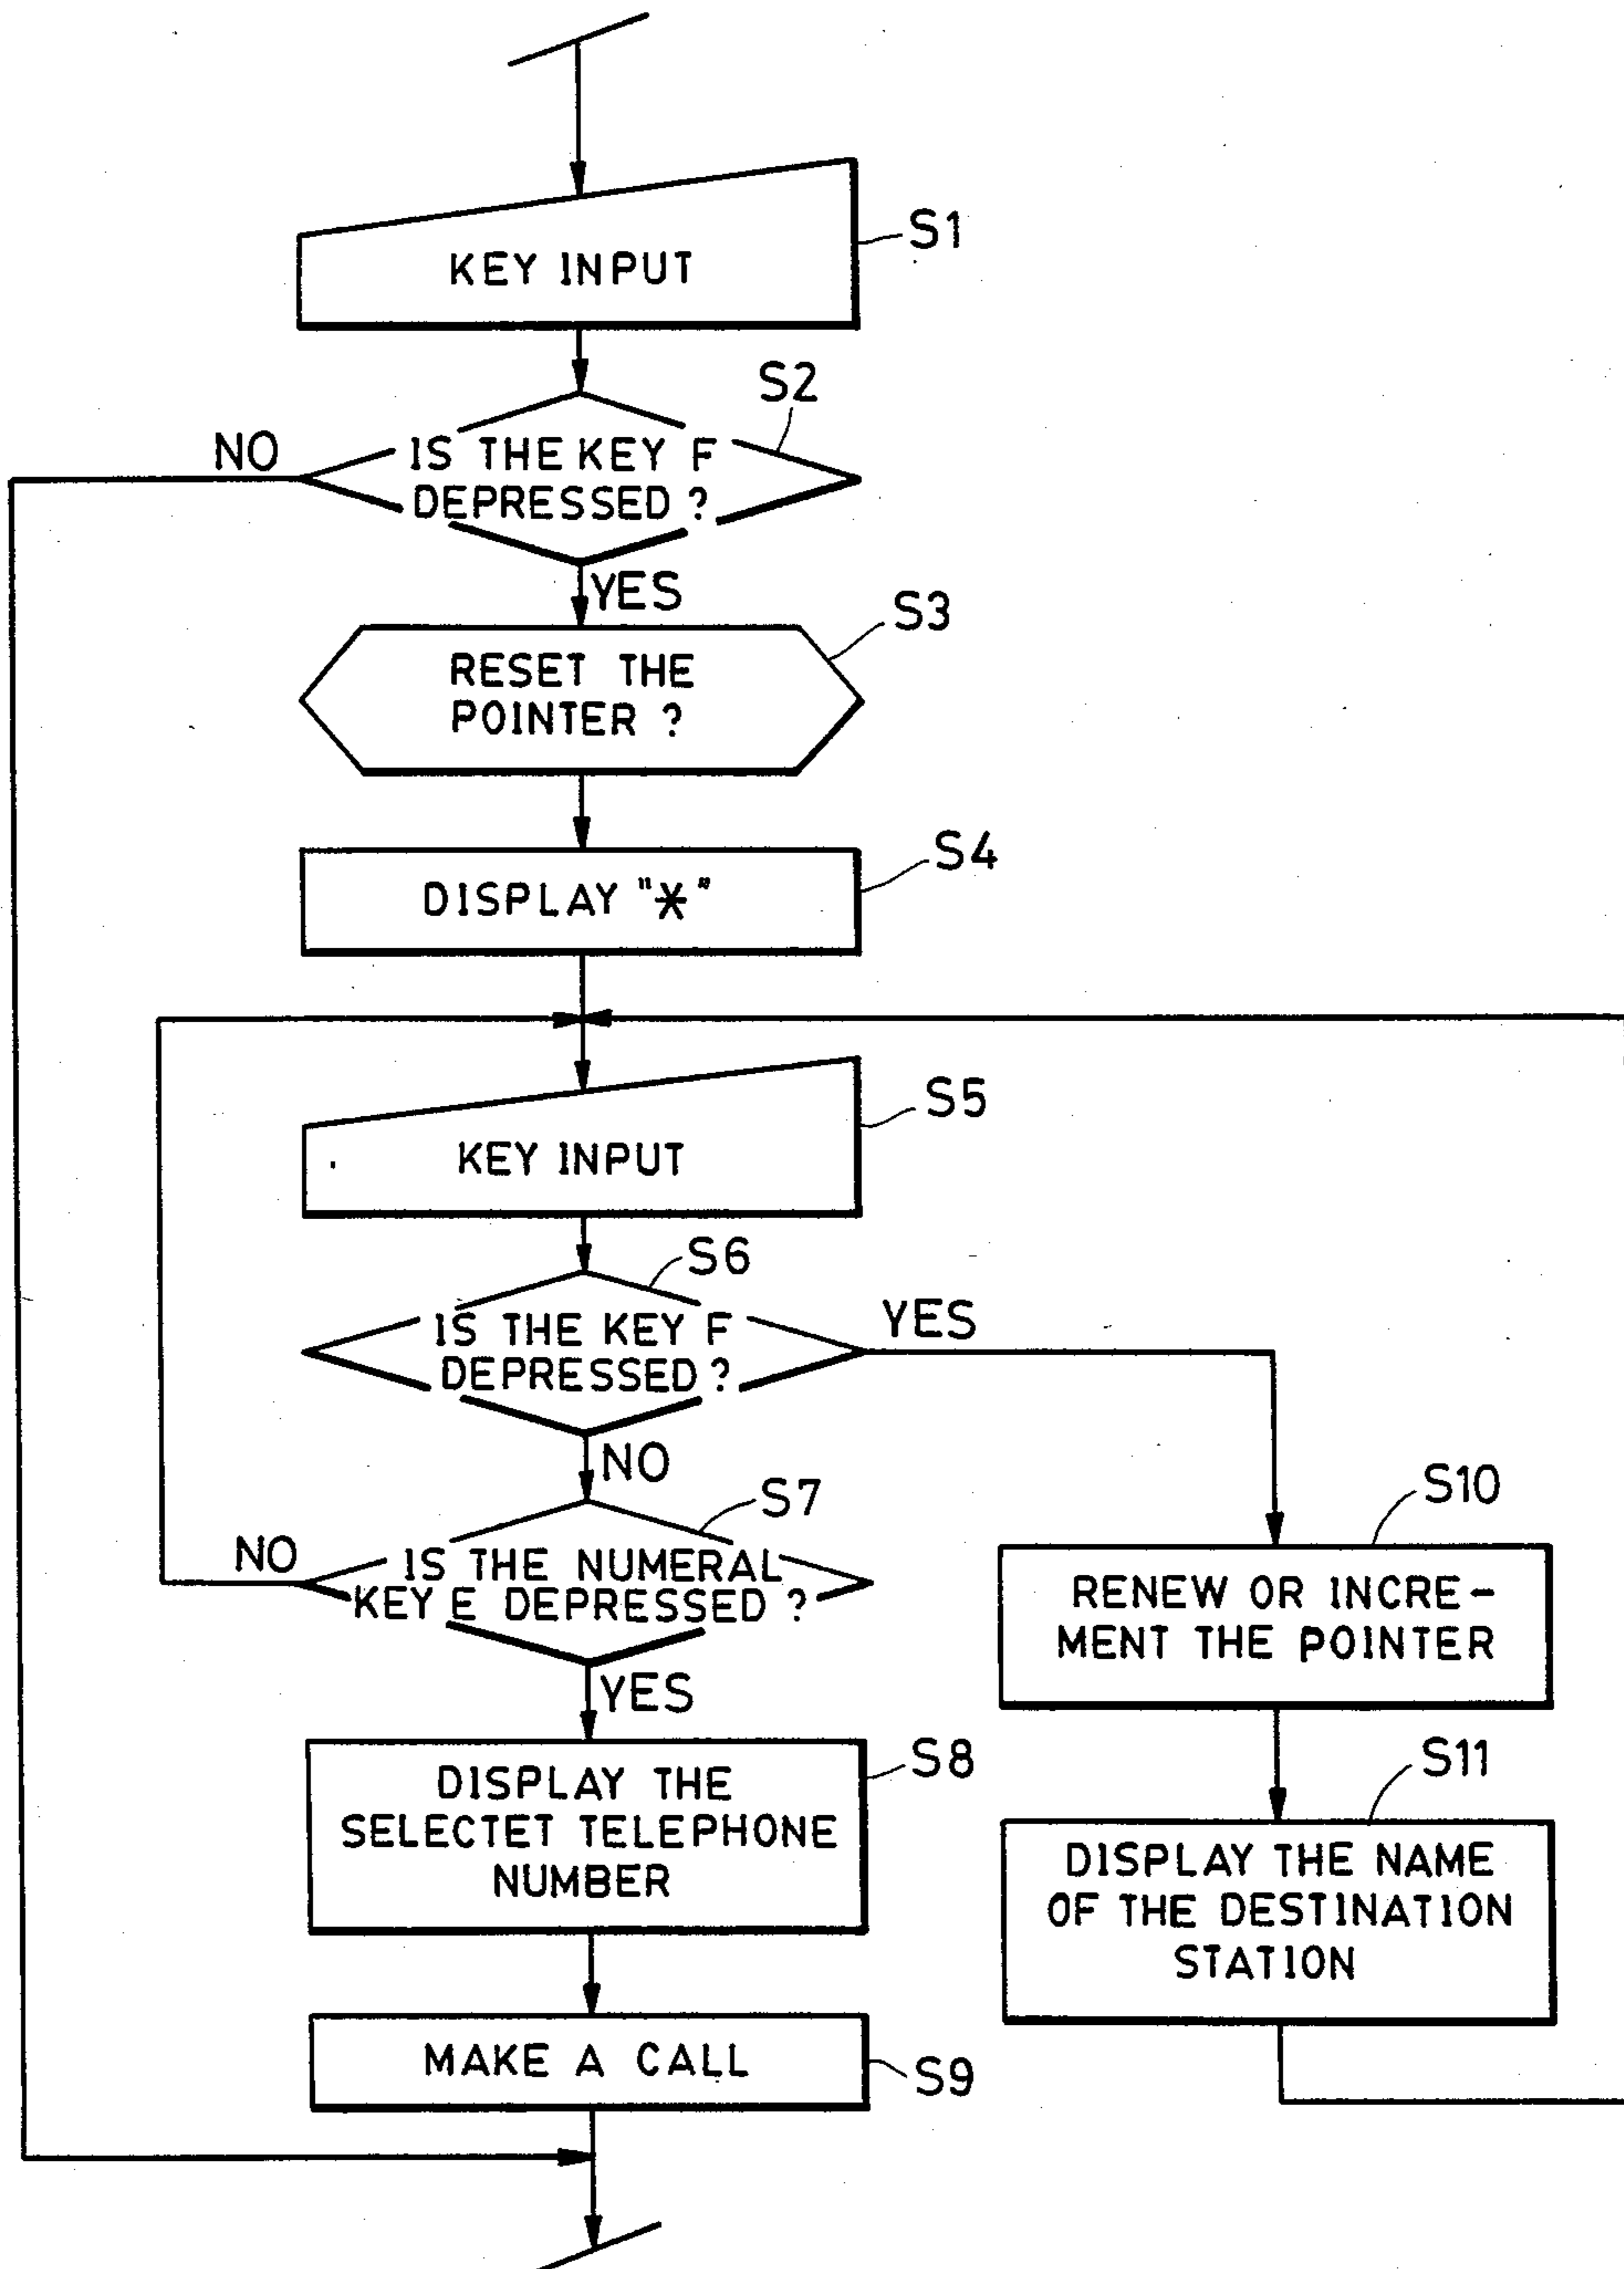 S1
KEY INPUT
S2
NO
IS THE KEY F
DEPRESSED ?
YES
S3
RESET THE
POINTER ?
S4
DISPLAY "*"
S5
KEY INPUT
S6
IS THE KEY F
DEPRESSED ?
YES
NO
S7
NO
IS THE NUMERAL
KEY E DEPRESSED ?
YES
S8
DISPLAY THE
SELECTET TELEPHONE
NUMBER
MAKE A CALL
S9
S10
RENEW OR INCRE-
MENT THE POINTER
S11
DISPLAY THE NAME
OF THE DESTINATION
STATION